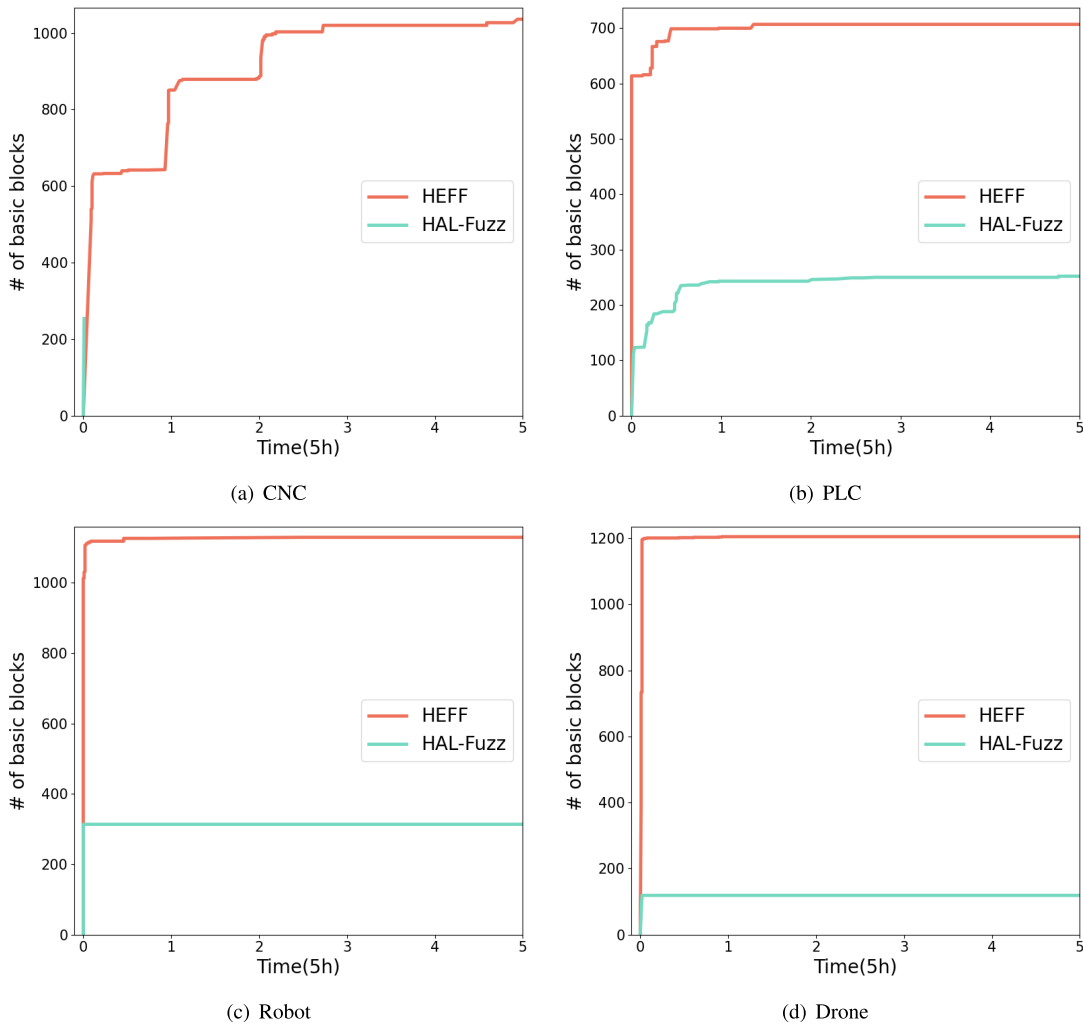 1000
800
600
400
200
0
# of basic blocks
HEFF
HAL-Fuzz
0 1 2 3 4 5
Time(5h)
(a) CNC
700
600
500
400
300
200
100
0
# of basic blocks
HEFF
HAL-Fuzz
0 1 2 3 4 5
Time(5h)
(b) PLC
1000
800
600
400
200
0
# of basic blocks
HEFF
HAL-Fuzz
0 1 2 3 4 5
Time(5h)
(c) Robot
1200
1000
800
600
400
200
0
# of basic blocks
HEFF
HAL-Fuzz
0 1 2 3 4 5
Time(5h)
(d) Drone